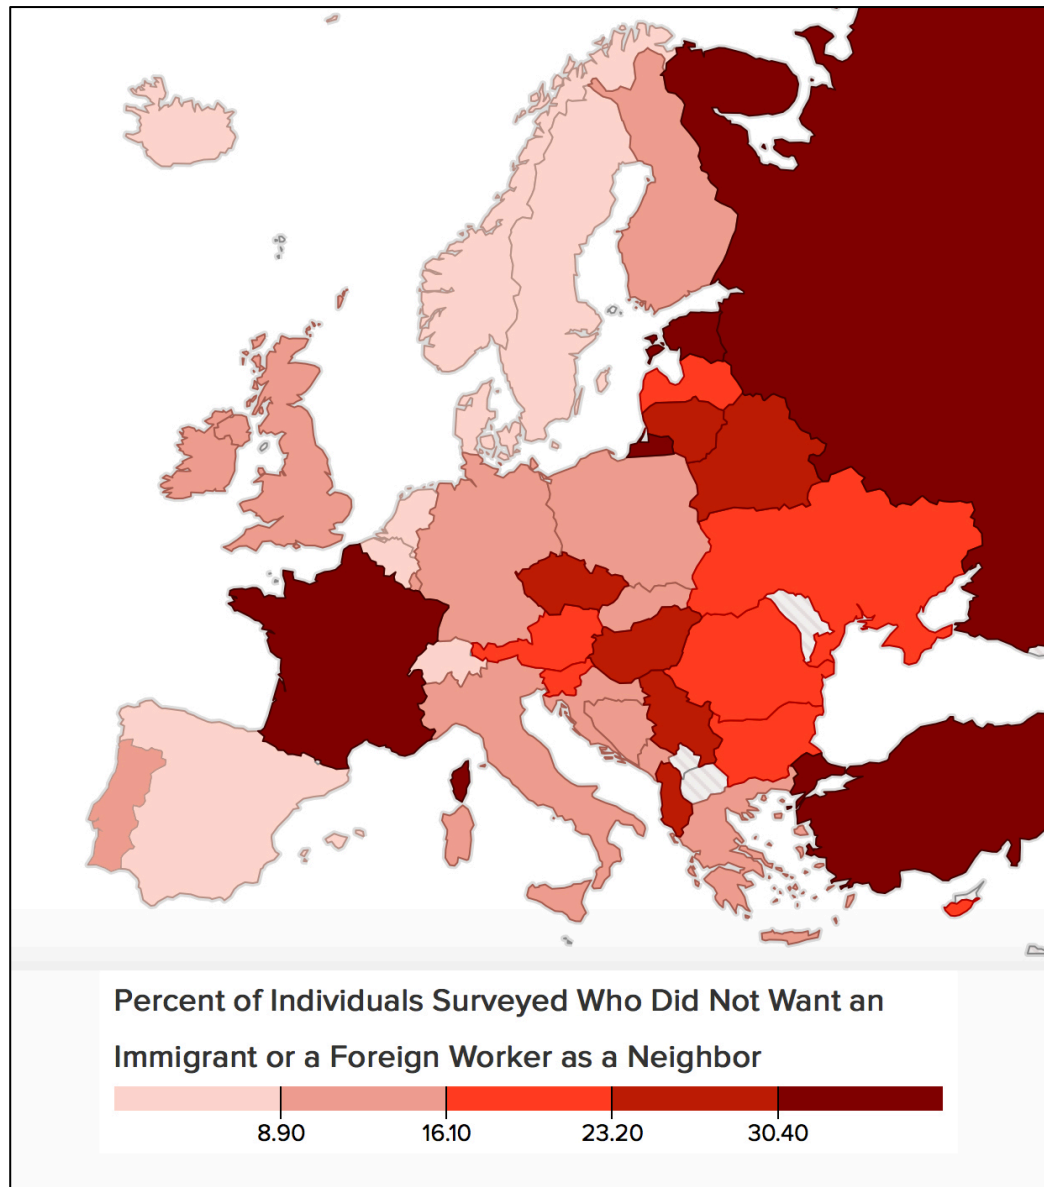 Percent of Individuals Surveyed Who Did Not Want an
Immigrant or a Foreign Worker as a Neighbor
8.90 16.10 23.20 30.40